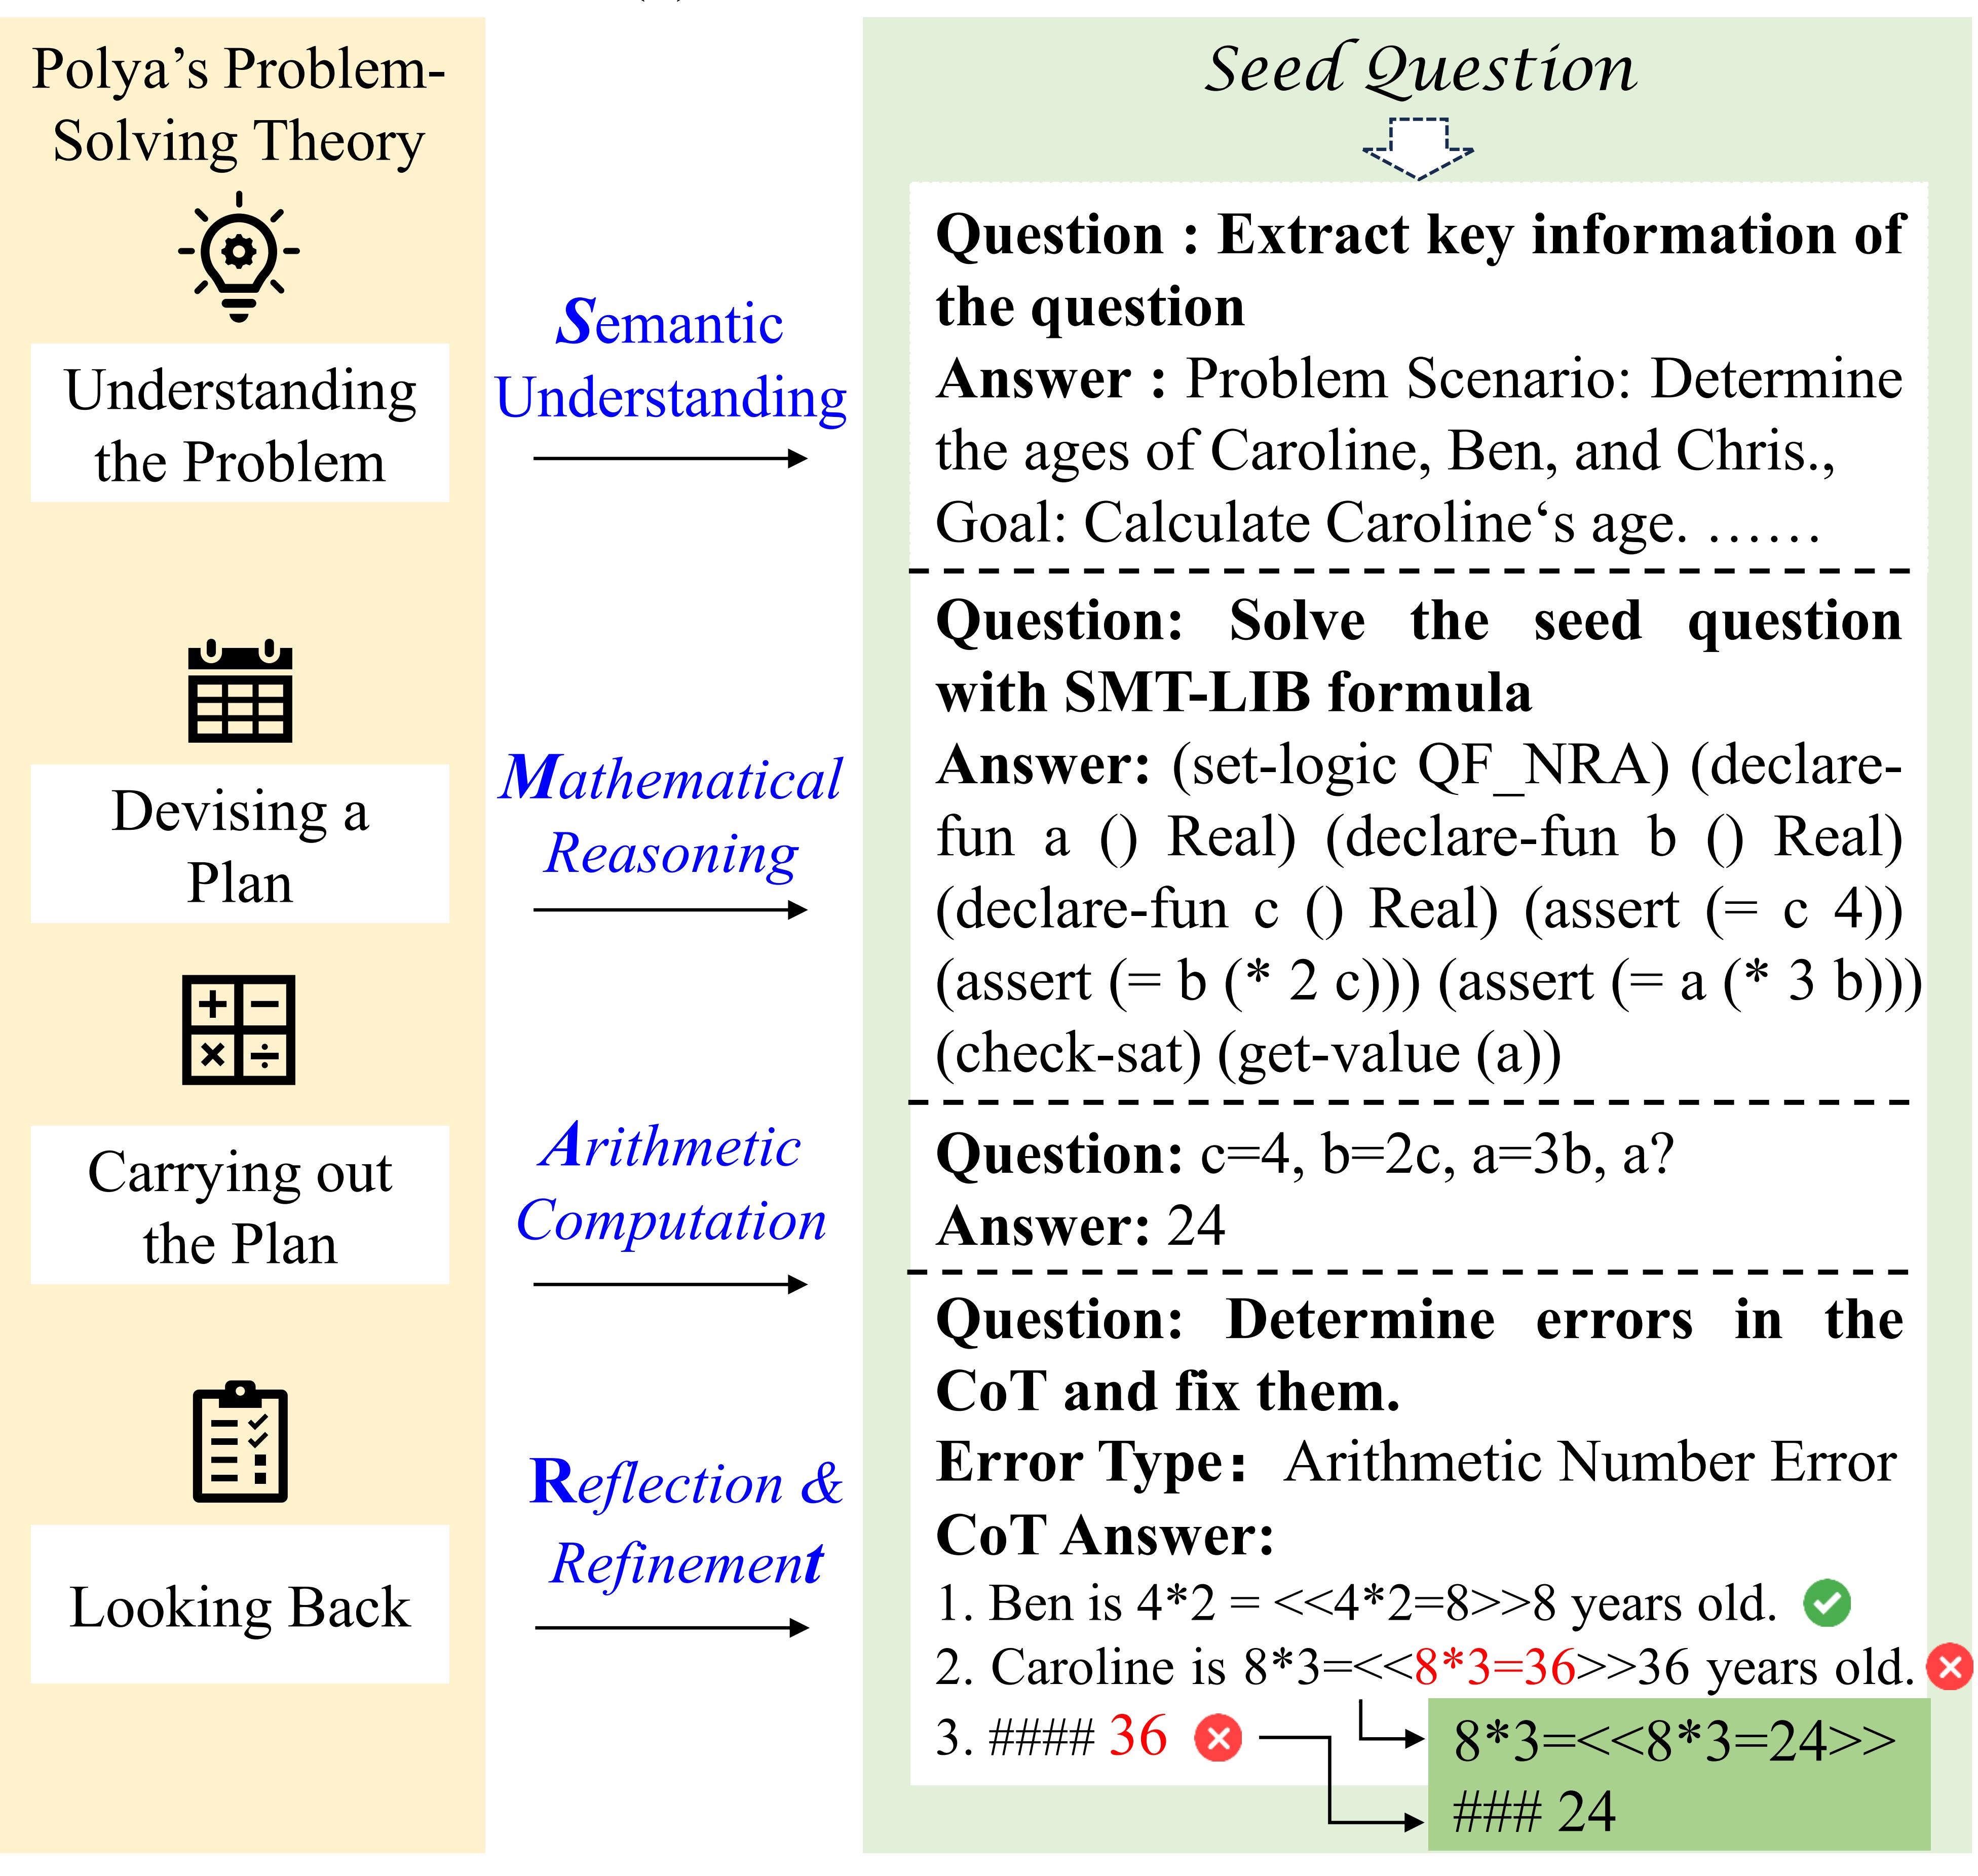 Polya’s Problem-
Solving Theory
Understanding
the Problem
Devising a
Plan
Carrying out
the Plan
Looking Back
Semantic
Understanding
Mathematical
Reasoning
Arithmetic
Computation
Reflection &
Refinement
Seed Question
Question : Extract key information of
the question
Answer : Problem Scenario: Determine
the ages of Caroline, Ben, and Chris.,
Goal: Calculate Caroline‘s age. ……
Question: Solve the seed question
with SMT-LIB formula
Answer: (set-logic QF_NRA) (declare-
fun a () Real) (declare-fun b () Real)
(declare-fun c () Real) (assert (= c 4))
(assert (= b (* 2 c))) (assert (= a (* 3 b)))
(check-sat) (get-value (a))
Question: c=4, b=2c, a=3b, a?
Answer: 24
Question: Determine errors in the
CoT and fix them.
Error Type： Arithmetic Number Error
CoT Answer:
1. Ben is 4*2 = <<4*2=8>>8 years old.
2. Caroline is 8*3=<<8*3=36>>36 years old.
3. #### 36
8*3=<<8*3=24>>
### 24